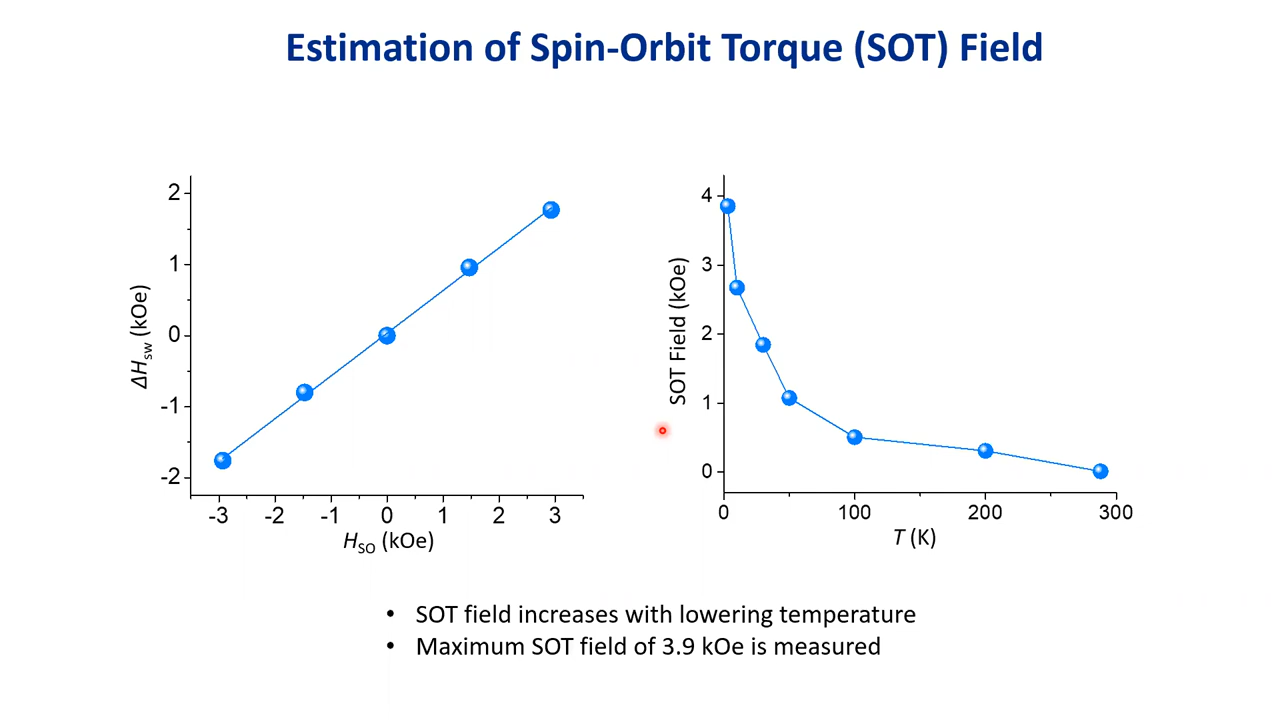 Estimation of Spin-Orbit Torque (SOT) Field
2
1
0
-1
-2
ΔHsw (kOe)
-3 -2 -1 0 1 2 3
HSO (kOe)
4
3
2
1
0
SOT Field (kOe)
0 100 200 300
T (K)
• SOT field increases with lowering temperature
• Maximum SOT field of 3.9 kOe is measured